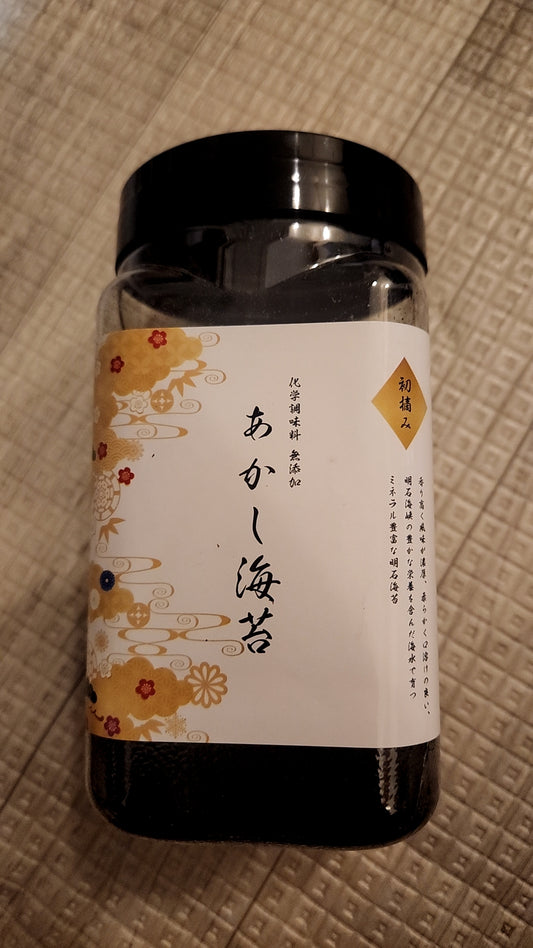 初摘み
香り高く風味が濃厚、柔らかく口溶けの良い、
明石海峡の豊かな栄養を含んだ海水で育つ
ミネラル豊富な明石海苔
化学調味料 無添加
あかし海苔